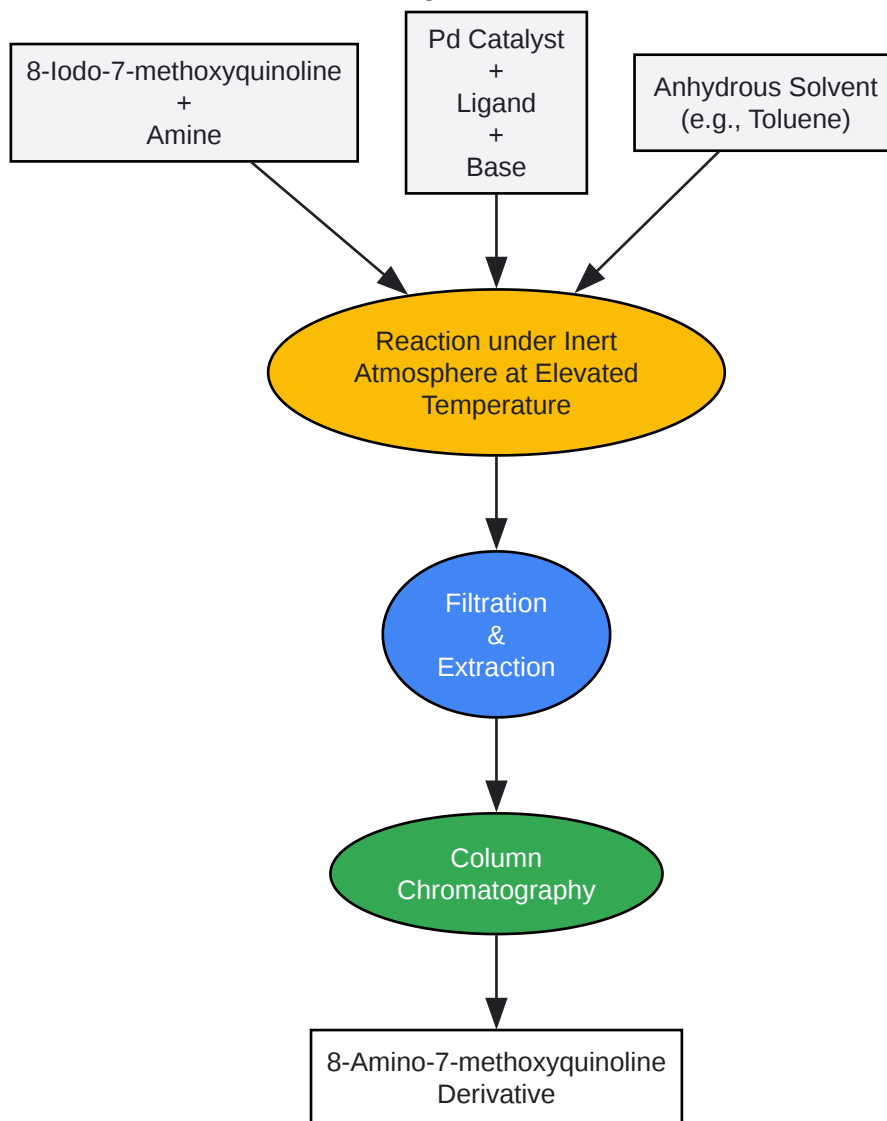 8-Iodo-7-methoxyquinoline
+
Amine
Pd Catalyst
+
Ligand
+
Base
Anhydrous Solvent
(e.g., Toluene)
Reaction under Inert
Atmosphere at Elevated
Temperature
Filtration
&
Extraction
Column
Chromatography
8-Amino-7-methoxyquinoline
Derivative